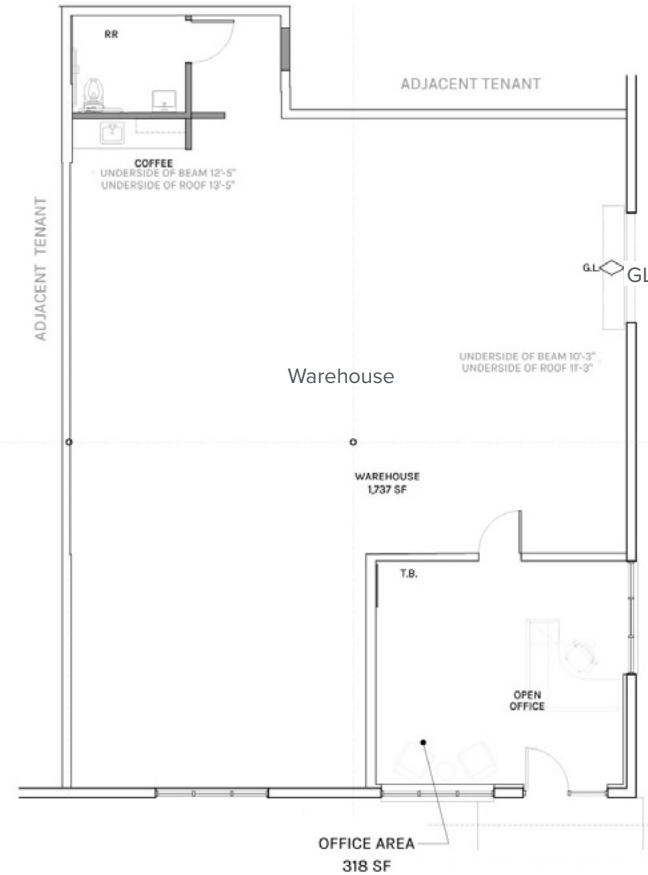 RR
ADJACENT TENANT
COFFEE
UNDERSIDE OF BEAM 12'-5"
UNDERSIDE OF ROOF 13'-5"
ADJACENT TENANT
G.L.
GL
Warehouse
UNDERSIDE OF BEAM 10'-3"
UNDERSIDE OF ROOF 11'-3"
WAREHOUSE
1,737 SF
T.B.
OPEN
OFFICE
OFFICE AREA
318 SF